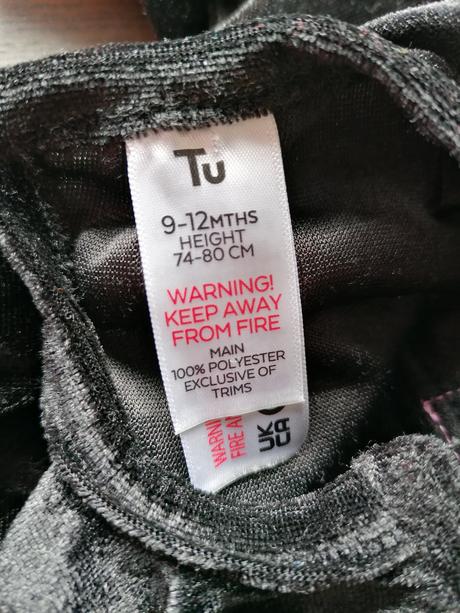 Tu
9-12MTHS
HEIGHT
74-80 CM
WARNING!
KEEP AWAY
FROM FIRE
MAIN
100% POLYESTER
EXCLUSIVE OF
TRIMS
UK
CA